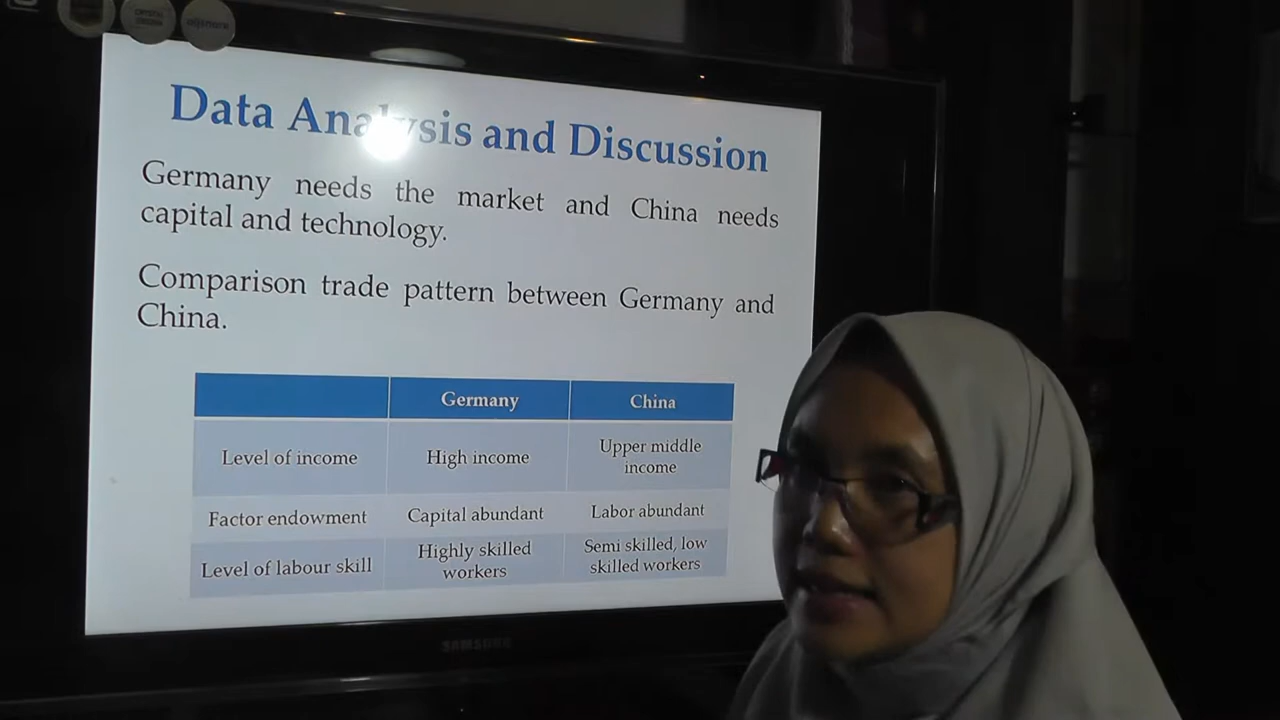 Data Analysis and Discussion
Germany needs the market and China needs
capital and technology.
Comparison trade pattern between Germany and
China.
Germany China
Level of income High income Upper middle income
Factor endowment Capital abundant Labor abundant
Level of labour skill Highly skilled workers Semi skilled, low skilled workers
SAMSUNG